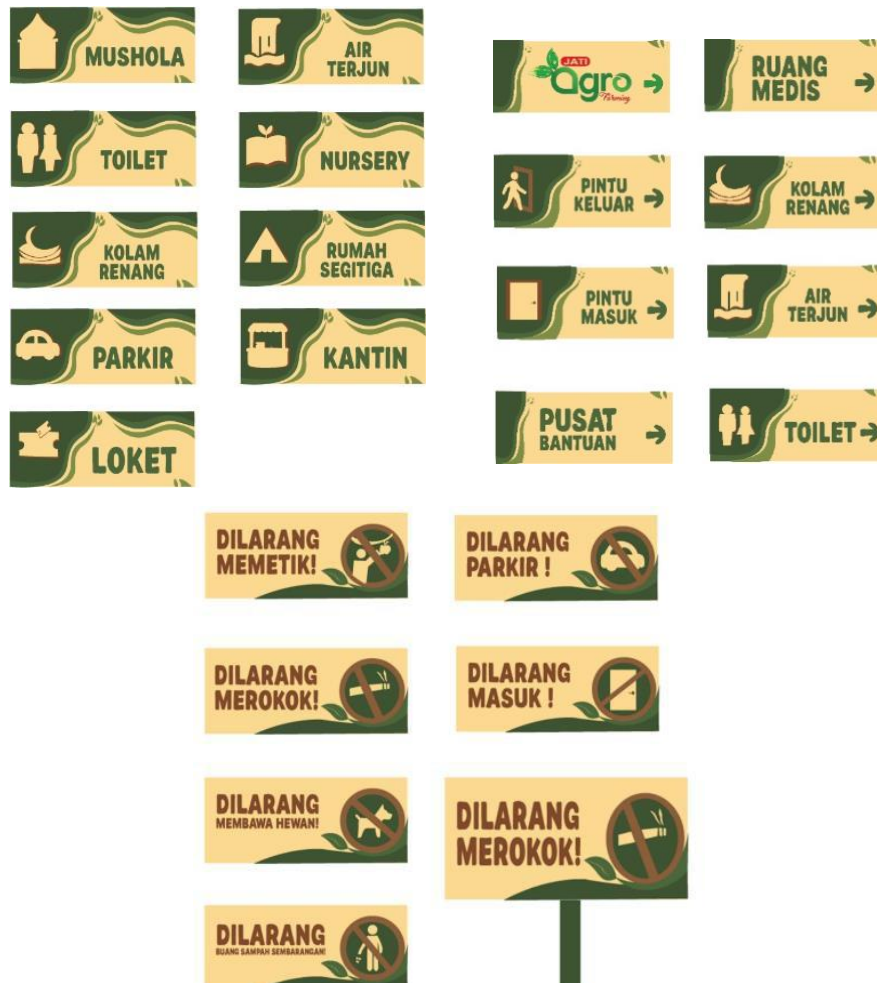 MUSHOLA
AIR
TERJUN
TOILET
NURSERY
KOLAM
RENANG
RUMAH
SEGITIGA
PARKIR
KANTIN
LOKET
JATI
agro
Farming
RUANG
MEDIS
PINTU
KELUAR
KOLAM
RENANG
PINTU
MASUK
AIR
TERJUN
PUSAT
BANTUAN
TOILET
DILARANG
MEMETIK!
DILARANG
PARKIR !
DILARANG
MEROKOK!
DILARANG
MASUK !
DILARANG
MEMBAWA HEWAN!
DILARANG
MEROKOK!
DILARANG
BUANG SAMPAH SEMBARANGAN!